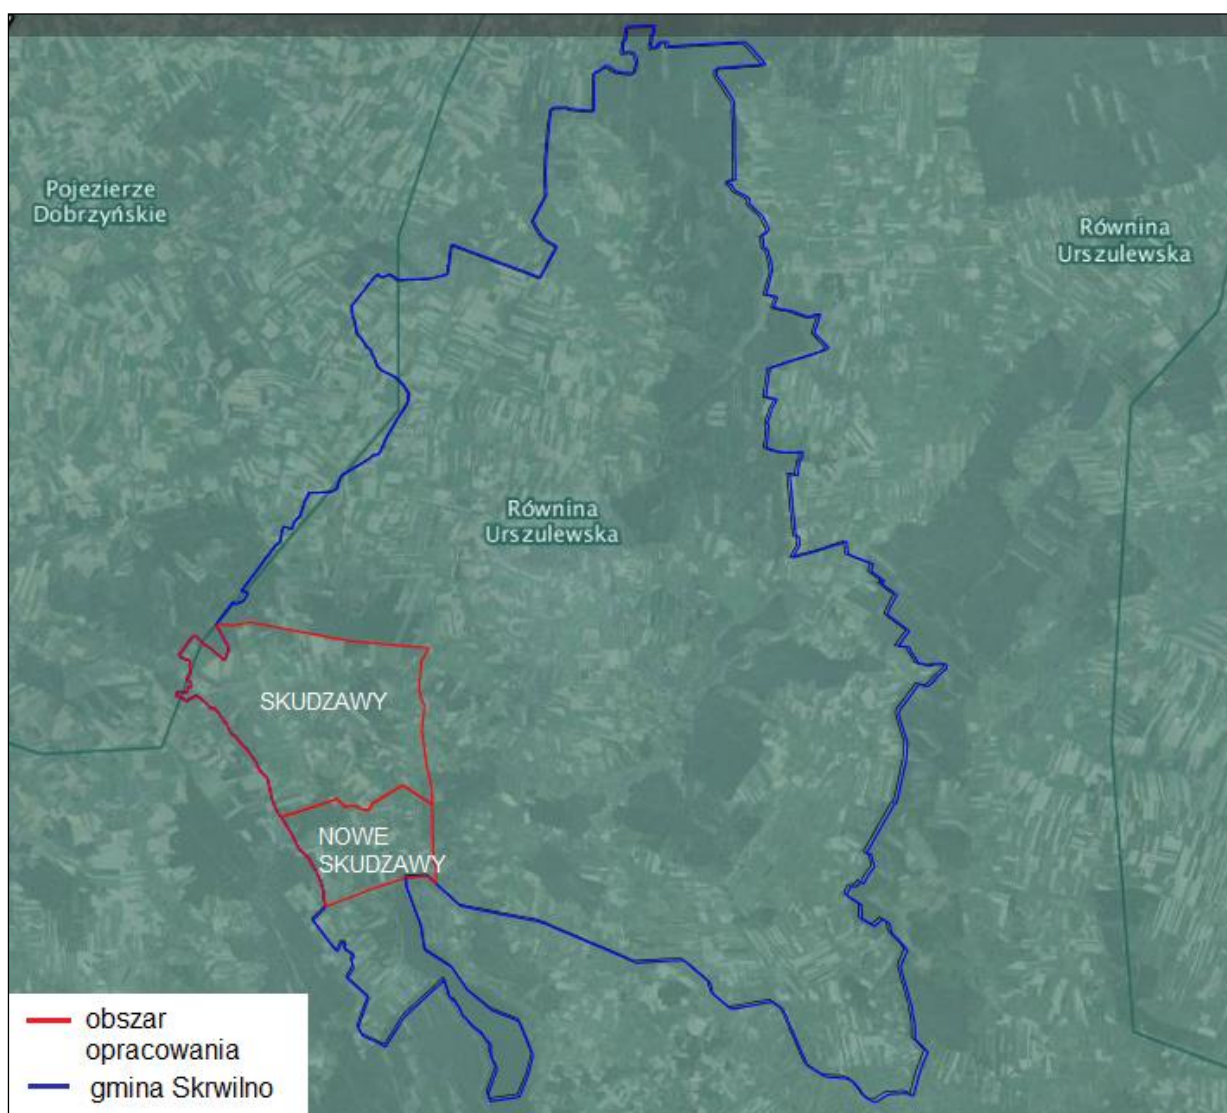 Pojezierze
Dobrzyńskie
Równina
Urszulewska
Równina
Urszulewska
SKUDZAWY
NOWE
SKUDZAWY
obszar
opracowania
gmina Skrwilno